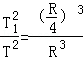 T₁²/T² = (R/4)³/R³